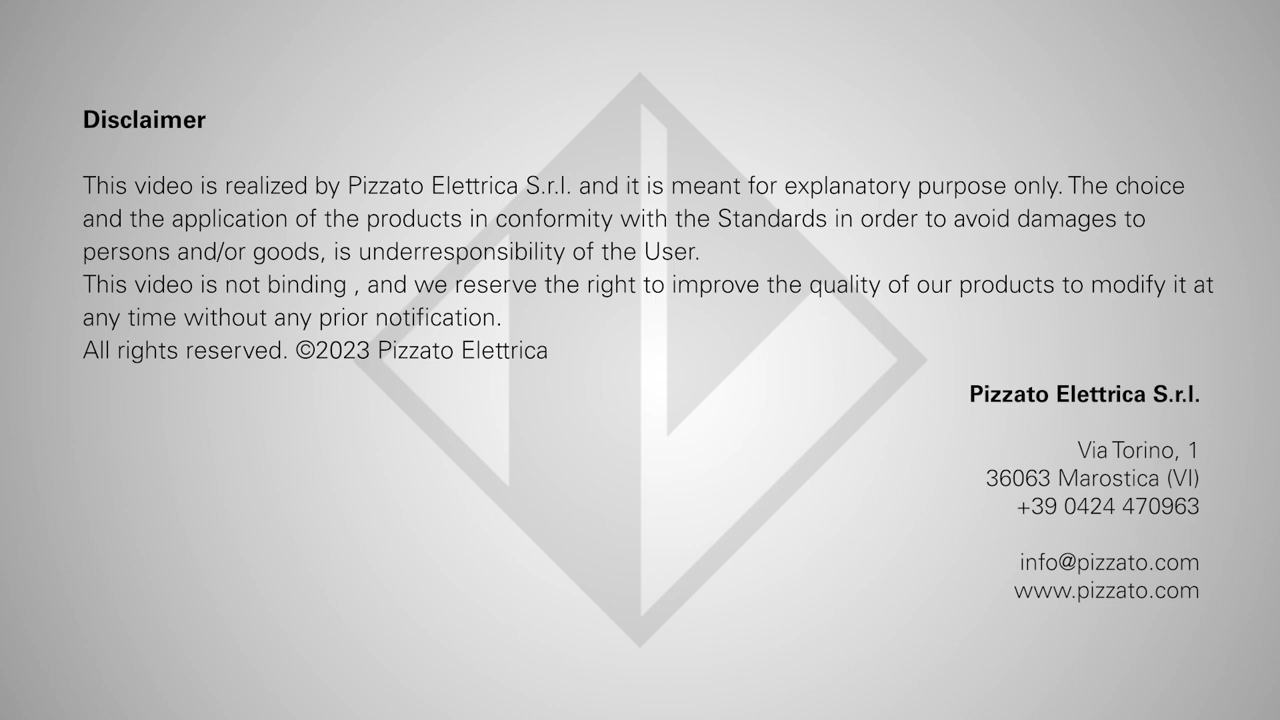 Disclaimer
This video is realized by Pizzato Elettrica S.r.l. and it is meant for explanatory purpose only. The choice
and the application of the products in conformity with the Standards in order to avoid damages to
persons and/or goods, is underresponsibility of the User.
This video is not binding , and we reserve the right to improve the quality of our products to modify it at
any time without any prior notification.
All rights reserved. ©2023 Pizzato Elettrica
Pizzato Elettrica S.r.l.
Via Torino, 1
36063 Marostica (VI)
+39 0424 470963
info@pizzato.com
www.pizzato.com